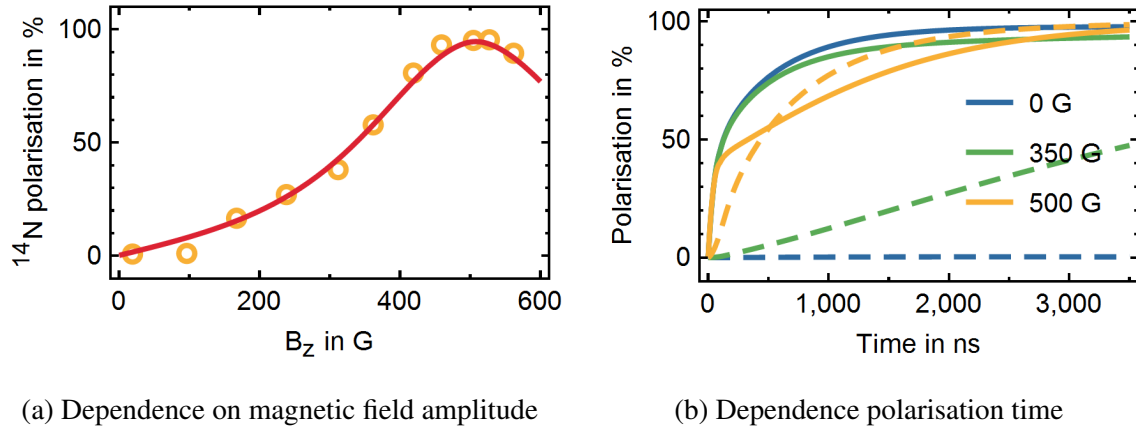 100
50
0
0
200
400
600
¹⁴N polarisation in %
B_z in G
(a) Dependence on magnetic field amplitude
100
50
0
0
1,000
2,000
3,000
Polarisation in %
Time in ns
0 G
350 G
500 G
(b) Dependence polarisation time